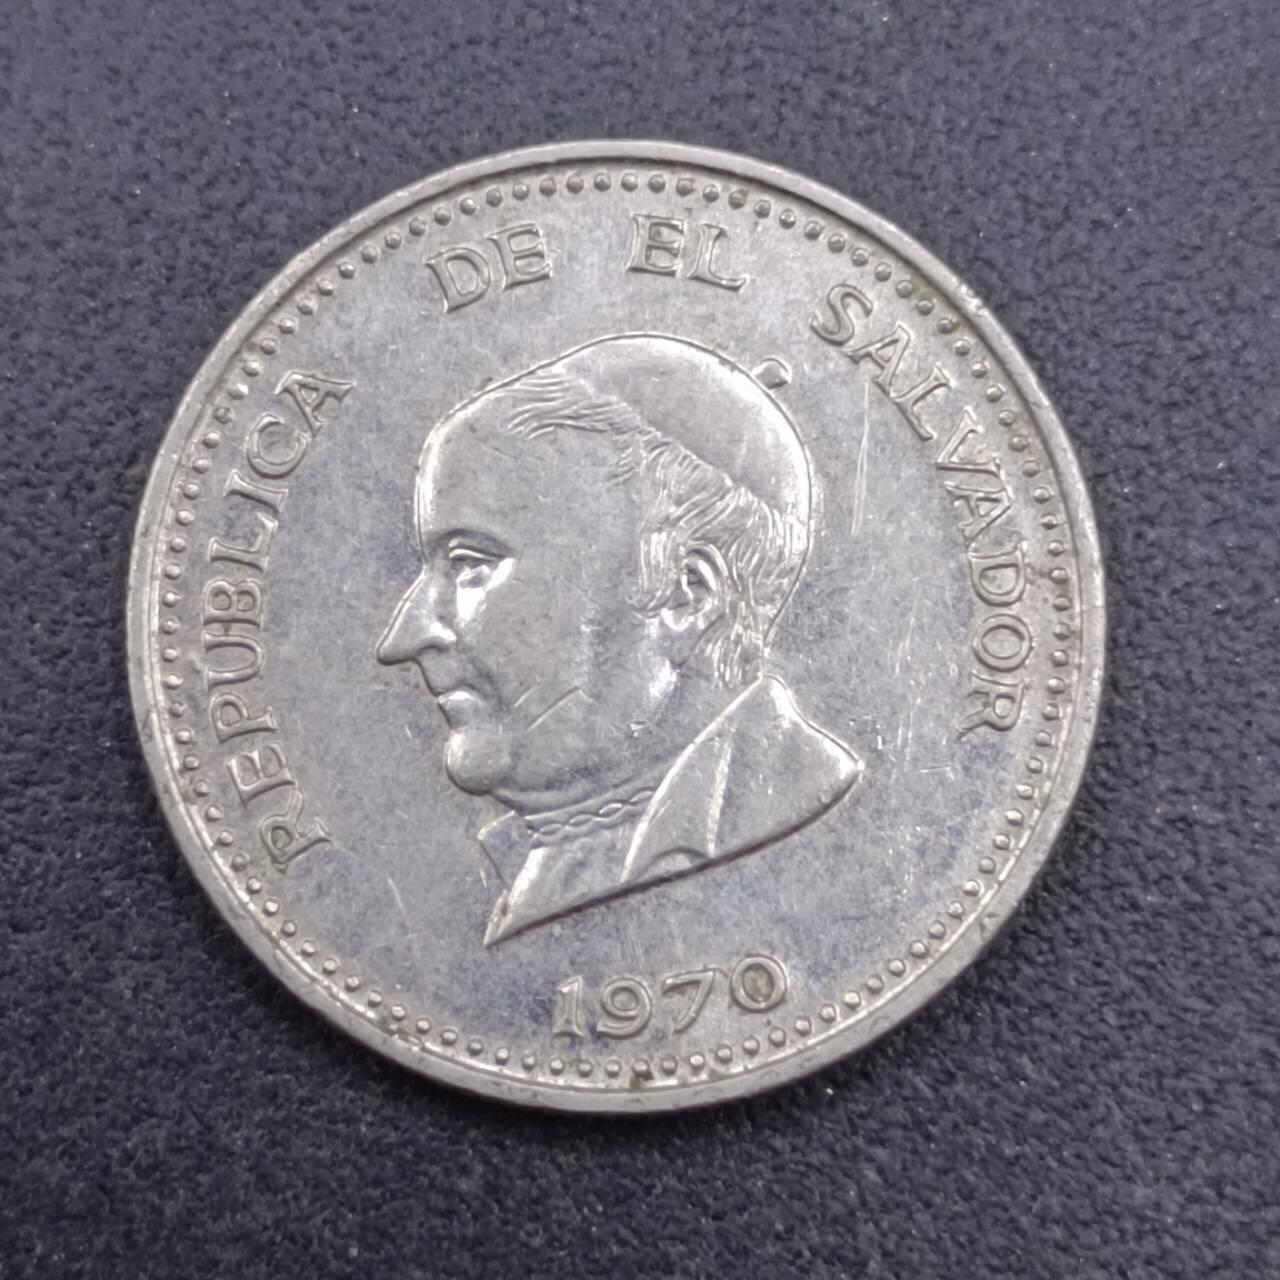 REPUBLICA DE EL SALVADOR
1970